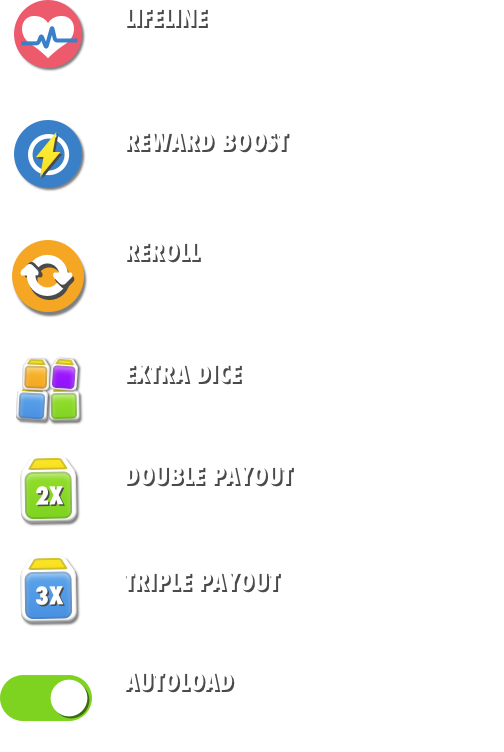 LIFELINE
REWARD BOOST
REROLL
EXTRA DICE
2X DOUBLE PAYOUT
3X TRIPLE PAYOUT
AUTOLOAD